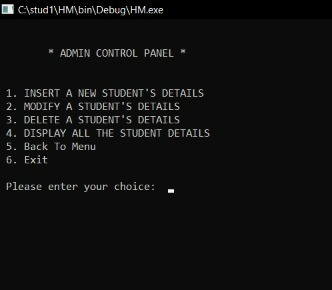 C:\stud1\HM\bin\Debug\HM.exe
* ADMIN CONTROL PANEL *
1. INSERT A NEW STUDENT'S DETAILS
2. MODIFY A STUDENT'S DETAILS
3. DELETE A STUDENT'S DETAILS
4. DISPLAY ALL THE STUDENT DETAILS
5. Back To Menu
6. Exit
Please enter your choice: